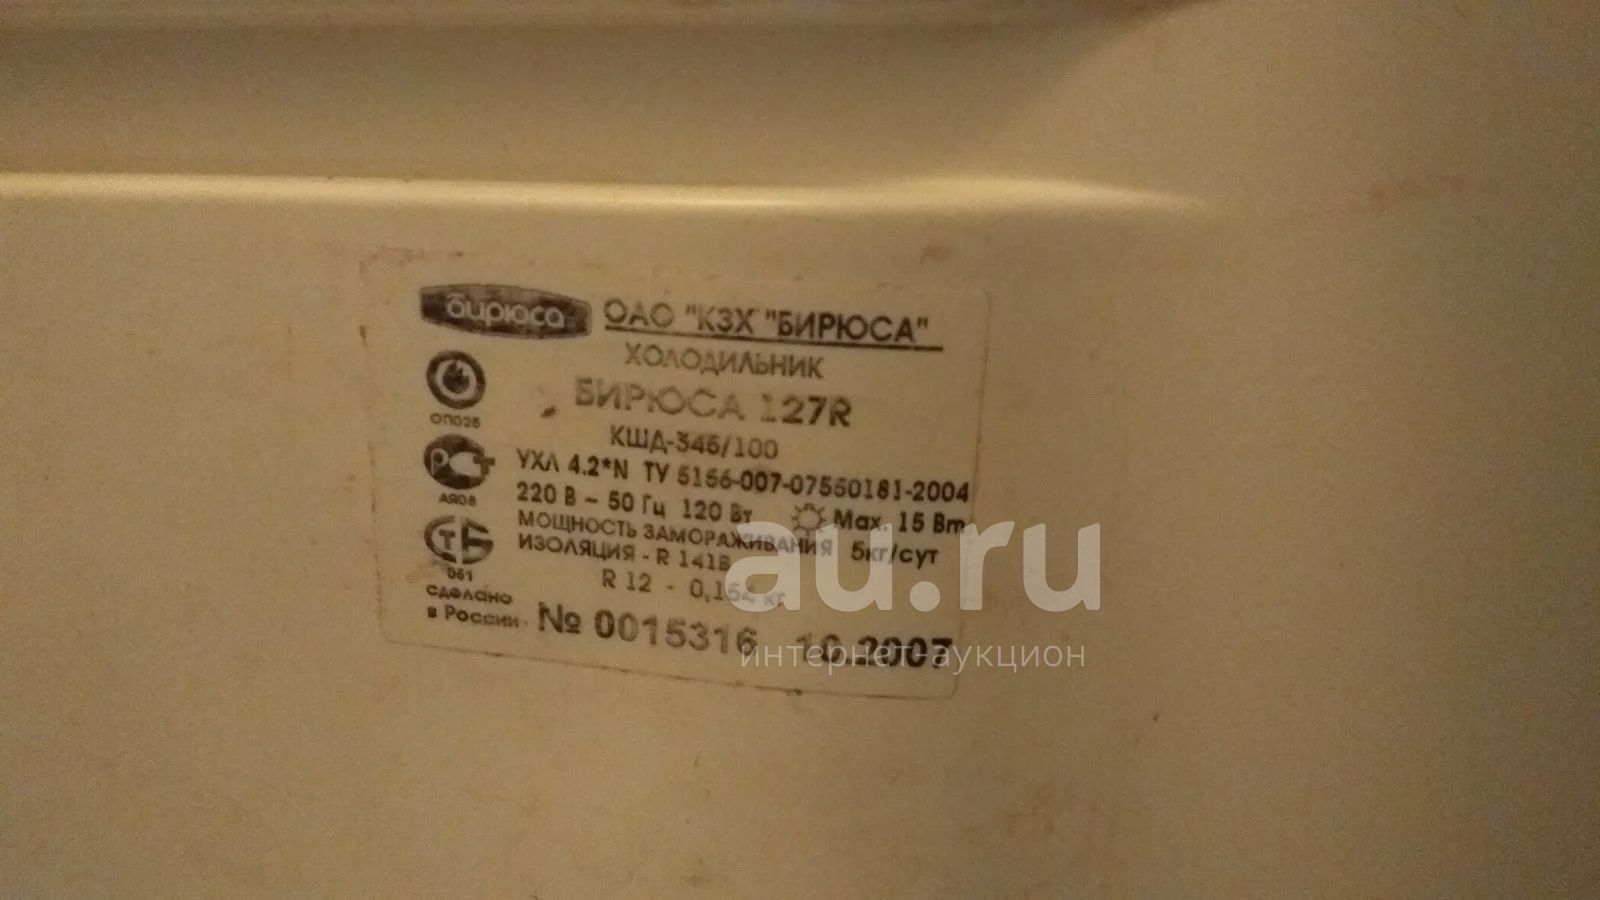 бирюса
ОАО "КЗХ "БИРЮСА"
ХОЛОДИЛЬНИК
БИРЮСА 127R
КШД-345/100
ОП025
УХЛ 4.2*N ТУ 5156-007-07550181-2004
РСТ
АЯ08
220 В ~ 50 Гц 120 Вт Max. 15 Вт
МОЩНОСТЬ ЗАМОРАЖИВАНИЯ 5кг/сут
ИЗОЛЯЦИЯ - R 141B
СТБ
R 12 - 0,154 кг
сделано
в России
№ 0015316 10.2007
au.ru
интернет-аукцион